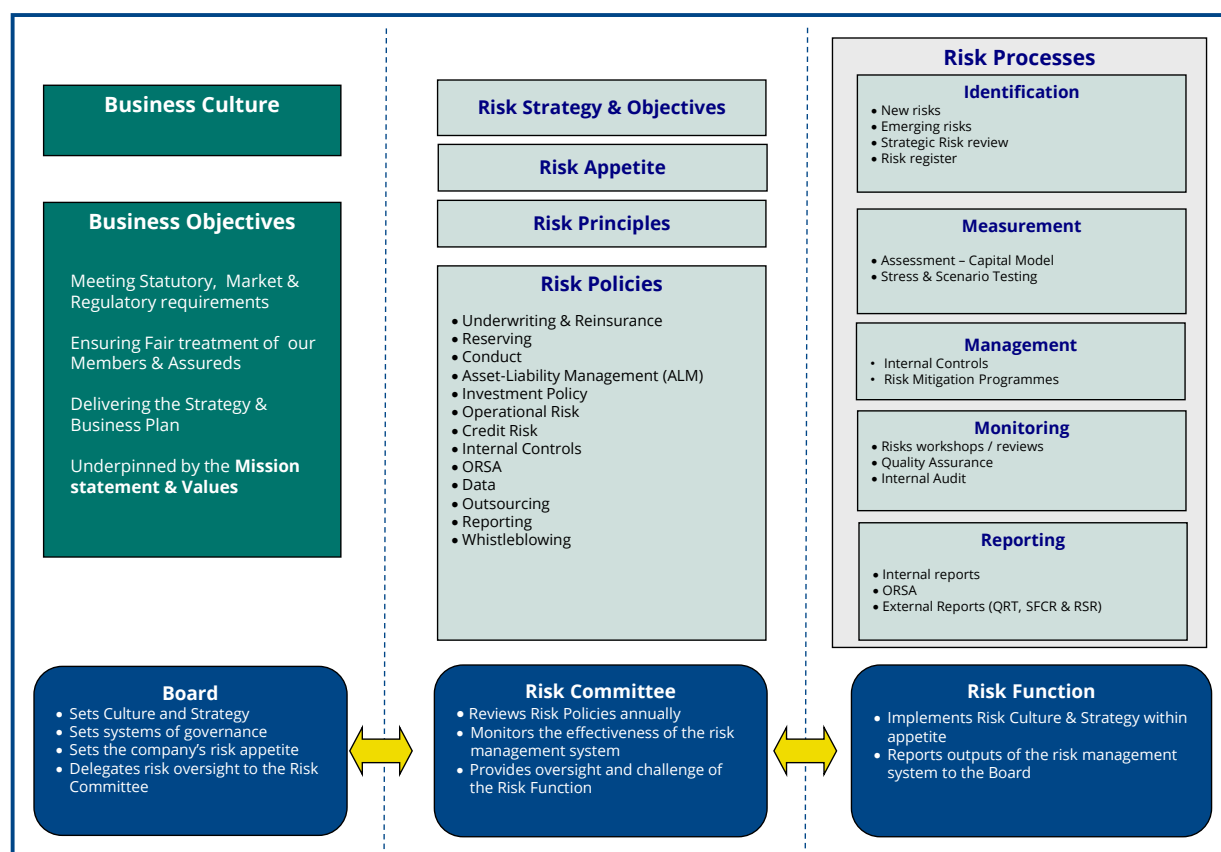 Business Culture
Business Objectives
Meeting Statutory, Market &
Regulatory requirements
Ensuring Fair treatment of our
Members & Assureds
Delivering the Strategy &
Business Plan
Underpinned by the Mission
statement & Values
Risk Strategy & Objectives
Risk Appetite
Risk Principles
Risk Policies
• Underwriting & Reinsurance
• Reserving
• Conduct
• Asset-Liability Management (ALM)
• Investment Policy
• Operational Risk
• Credit Risk
• Internal Controls
• ORSA
• Data
• Outsourcing
• Reporting
• Whistleblowing
Risk Processes
Identification
• New risks
• Emerging risks
• Strategic Risk review
• Risk register
Measurement
• Assessment – Capital Model
• Stress & Scenario Testing
Management
• Internal Controls
• Risk Mitigation Programmes
Monitoring
• Risks workshops / reviews
• Quality Assurance
• Internal Audit
Reporting
• Internal reports
• ORSA
• External Reports (QRT, SFCR & RSR)
Board
• Sets Culture and Strategy
• Sets systems of governance
• Sets the company's risk appetite
• Delegates risk oversight to the Risk
Committee
Risk Committee
• Reviews Risk Policies annually
• Monitors the effectiveness of the risk
management system
• Provides oversight and challenge of
the Risk Function
Risk Function
• Implements Risk Culture & Strategy within
appetite
• Reports outputs of the risk management
system to the Board